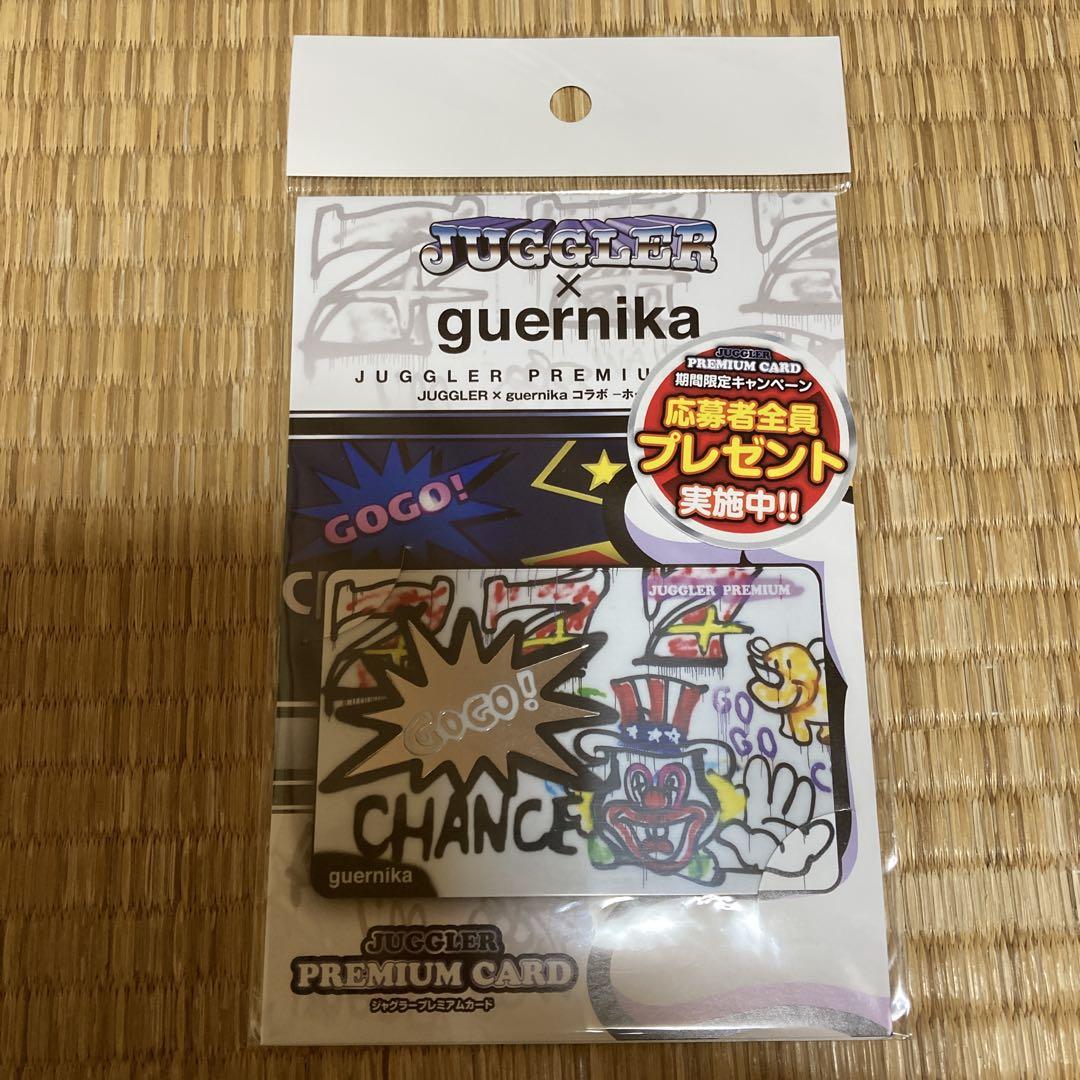 JUGGLER
×
guernika
JUGGLER PREMIU
JUGGLER × guernika コラボ −ホ
JUGGLER
PREMIUM CARD
期間限定キャンペーン
応募者全員
プレゼント
実施中!!
GOGO!
C
777
JUGGLER PREMIUM
GOGO!
GO
GO
C
CHANCE
guernika
JUGGLER
PREMIUM CARD
ジャグラープレミアムカード